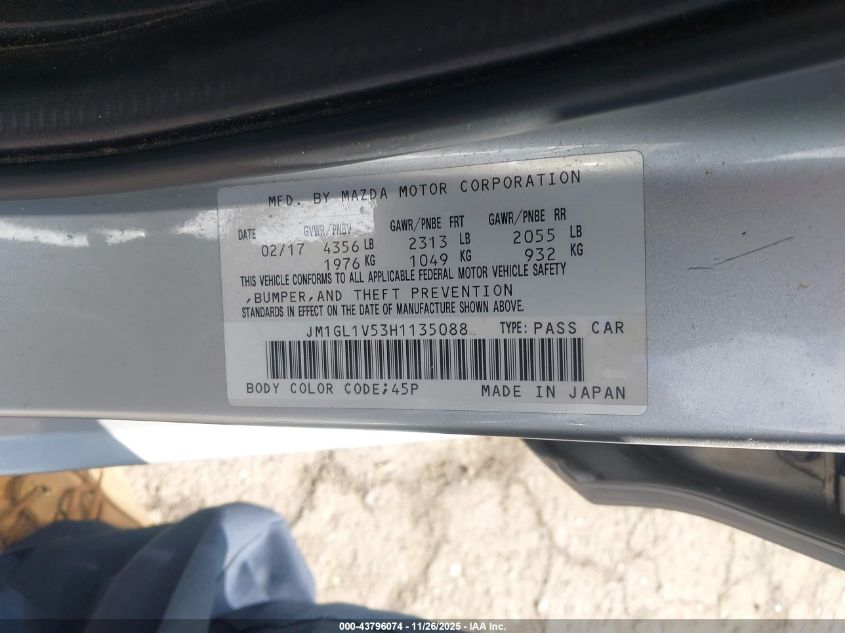 MFD. BY MAZDA MOTOR CORPORATION
DATE GVWR/PNBV GAWR/PNBE FRT GAWR/PNBE RR
02/17 4356 LB 2313 LB 2055 LB
1976 KG 1049 KG 932 KG
THIS VEHICLE CONFORMS TO ALL APPLICABLE FEDERAL MOTOR VEHICLE SAFETY
,BUMPER,AND THEFT PREVENTION
STANDARDS IN EFFECT ON THE DATE OF MANUFACTURE SHOWN ABOVE.
JM1GL1V53H1135088 TYPE: PASS CAR
BODY COLOR CODE;45P MADE IN JAPAN
000-43796074 - 11/26/2025 - IAA Inc.